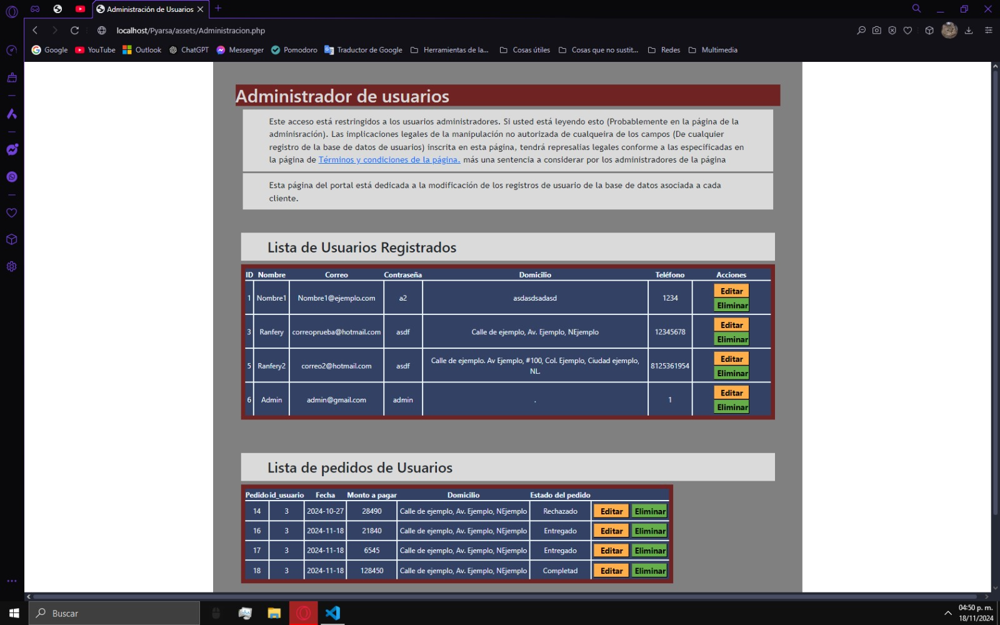 Administración de Usuarios
localhost/Pyarsa/assets/Administracion.php
Google YouTube Outlook ChatGPT Messenger Pomodoro Traductor de Google Herramientas de la... Cosas útiles Cosas que no sustit... Redes Multimedia
Administrador de usuarios
Este acceso está restringidos a los usuarios administradores. Si usted está leyendo esto (Probablemente en la página de la
adminisración). Las implicaciones legales de la manipulación no autorizada de cualqueira de los campos (De cualquier
registro de la base de datos de usuarios) inscrita en esta página, tendrá represalias legales conforme a las especificadas en
la página de Términos y condiciones de la página. más una sentencia a considerar por los administradores de la página
Esta página del portal está dedicada a la modificación de los registros de usuario de la base de datos asociada a cada
cliente.
Lista de Usuarios Registrados
ID Nombre Correo Contraseña Domicilio Teléfono Acciones
1 Nombre1 Nombre1@ejemplo.com a2 asdasdsadasd 1234 Editar
Eliminar
3 Ranfery correoprueba@hotmail.com asdf Calle de ejemplo, Av. Ejemplo, NEjemplo 12345678 Editar
Eliminar
5 Ranfery2 correo2@hotmail.com asdf Calle de ejemplo. Av Ejemplo, #100, Col. Ejemplo, Ciudad ejemplo,
NL. 8125361954 Editar
Eliminar
6 Admin admin@gmail.com admin . 1 Editar
Eliminar
Lista de pedidos de Usuarios
Pedido id_usuario Fecha Monto a pagar Domicilio Estado del pedido
14 3 2024-10-27 28490 Calle de ejemplo, Av. Ejemplo, NEjemplo Rechazado Editar Eliminar
16 3 2024-11-18 21840 Calle de ejemplo, Av. Ejemplo, NEjemplo Entregado Editar Eliminar
17 3 2024-11-18 6545 Calle de ejemplo, Av. Ejemplo, NEjemplo Entregado Editar Eliminar
18 3 2024-11-18 128450 Calle de ejemplo, Av. Ejemplo, NEjemplo Completad Editar Eliminar
Buscar
04:50 p. m.
18/11/2024